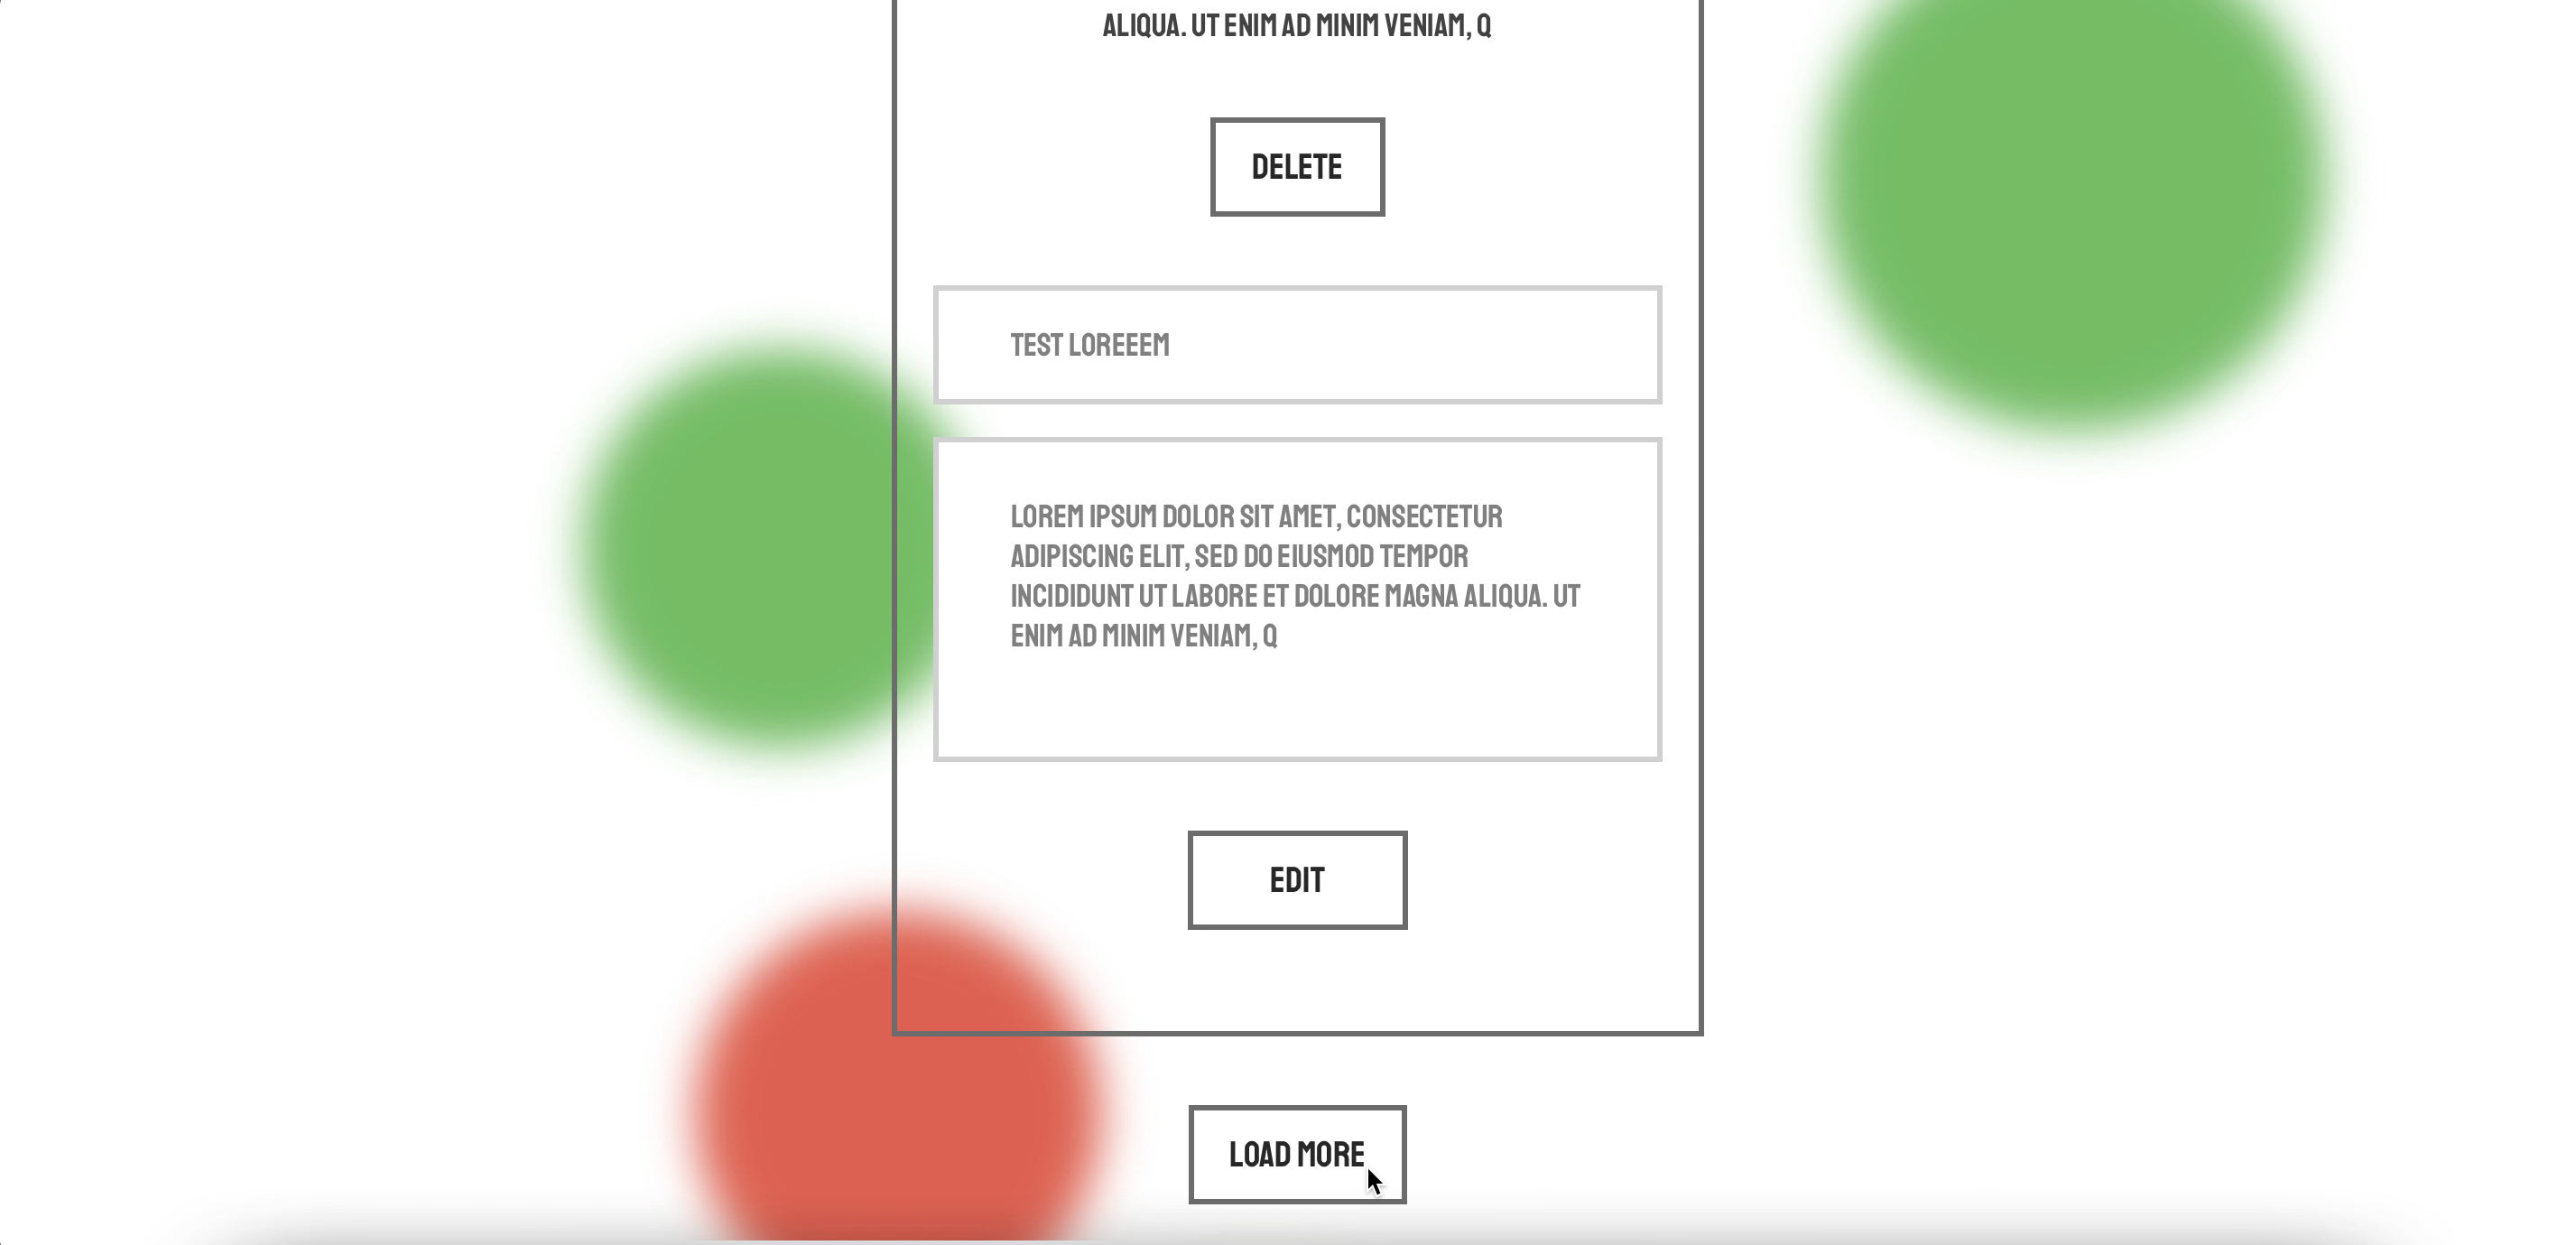 ALIQUA. UT ENIM AD MINIM VENIAM, Q
DELETE
TEST LOREEEM
LOREM IPSUM DOLOR SIT AMET, CONSECTETUR
ADIPISCING ELIT, SED DO EIUSMOD TEMPOR
INCIDIDUNT UT LABORE ET DOLORE MAGNA ALIQUA. UT
ENIM AD MINIM VENIAM, Q
EDIT
LOAD MORE